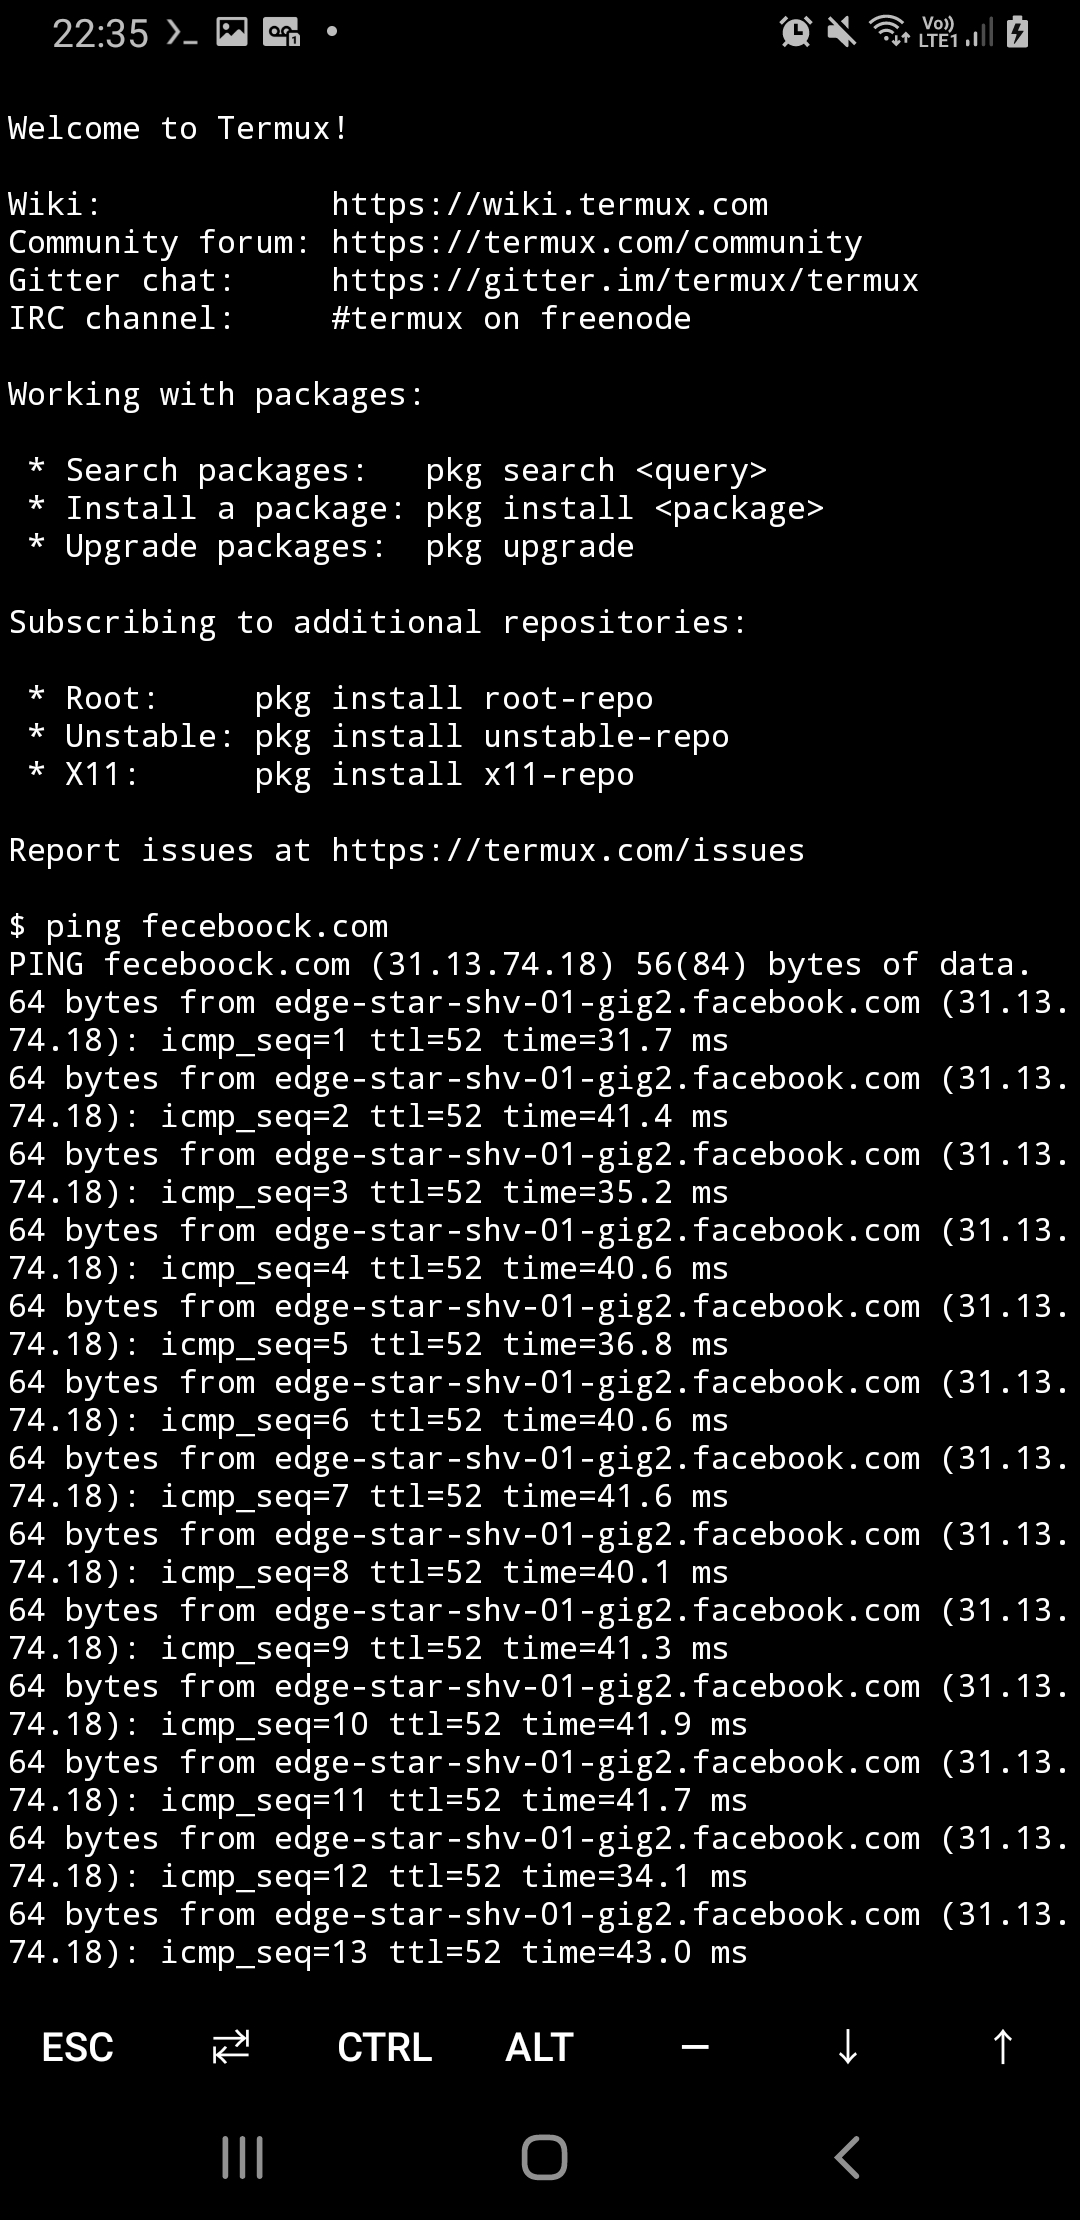 22:35
Vo)) LTE1
Welcome to Termux!
Wiki: https://wiki.termux.com
Community forum: https://termux.com/community
Gitter chat: https://gitter.im/termux/termux
IRC channel: #termux on freenode
Working with packages:
* Search packages: pkg search <query>
* Install a package: pkg install <package>
* Upgrade packages: pkg upgrade
Subscribing to additional repositories:
* Root: pkg install root-repo
* Unstable: pkg install unstable-repo
* X11: pkg install x11-repo
Report issues at https://termux.com/issues
$ ping feceboock.com
PING feceboock.com (31.13.74.18) 56(84) bytes of data.
64 bytes from edge-star-shv-01-gig2.facebook.com (31.13.
74.18): icmp_seq=1 ttl=52 time=31.7 ms
64 bytes from edge-star-shv-01-gig2.facebook.com (31.13.
74.18): icmp_seq=2 ttl=52 time=41.4 ms
64 bytes from edge-star-shv-01-gig2.facebook.com (31.13.
74.18): icmp_seq=3 ttl=52 time=35.2 ms
64 bytes from edge-star-shv-01-gig2.facebook.com (31.13.
74.18): icmp_seq=4 ttl=52 time=40.6 ms
64 bytes from edge-star-shv-01-gig2.facebook.com (31.13.
74.18): icmp_seq=5 ttl=52 time=36.8 ms
64 bytes from edge-star-shv-01-gig2.facebook.com (31.13.
74.18): icmp_seq=6 ttl=52 time=40.6 ms
64 bytes from edge-star-shv-01-gig2.facebook.com (31.13.
74.18): icmp_seq=7 ttl=52 time=41.6 ms
64 bytes from edge-star-shv-01-gig2.facebook.com (31.13.
74.18): icmp_seq=8 ttl=52 time=40.1 ms
64 bytes from edge-star-shv-01-gig2.facebook.com (31.13.
74.18): icmp_seq=9 ttl=52 time=41.3 ms
64 bytes from edge-star-shv-01-gig2.facebook.com (31.13.
74.18): icmp_seq=10 ttl=52 time=41.9 ms
64 bytes from edge-star-shv-01-gig2.facebook.com (31.13.
74.18): icmp_seq=11 ttl=52 time=41.7 ms
64 bytes from edge-star-shv-01-gig2.facebook.com (31.13.
74.18): icmp_seq=12 ttl=52 time=34.1 ms
64 bytes from edge-star-shv-01-gig2.facebook.com (31.13.
74.18): icmp_seq=13 ttl=52 time=43.0 ms
ESC ⇄ CTRL ALT — ↓ ↑